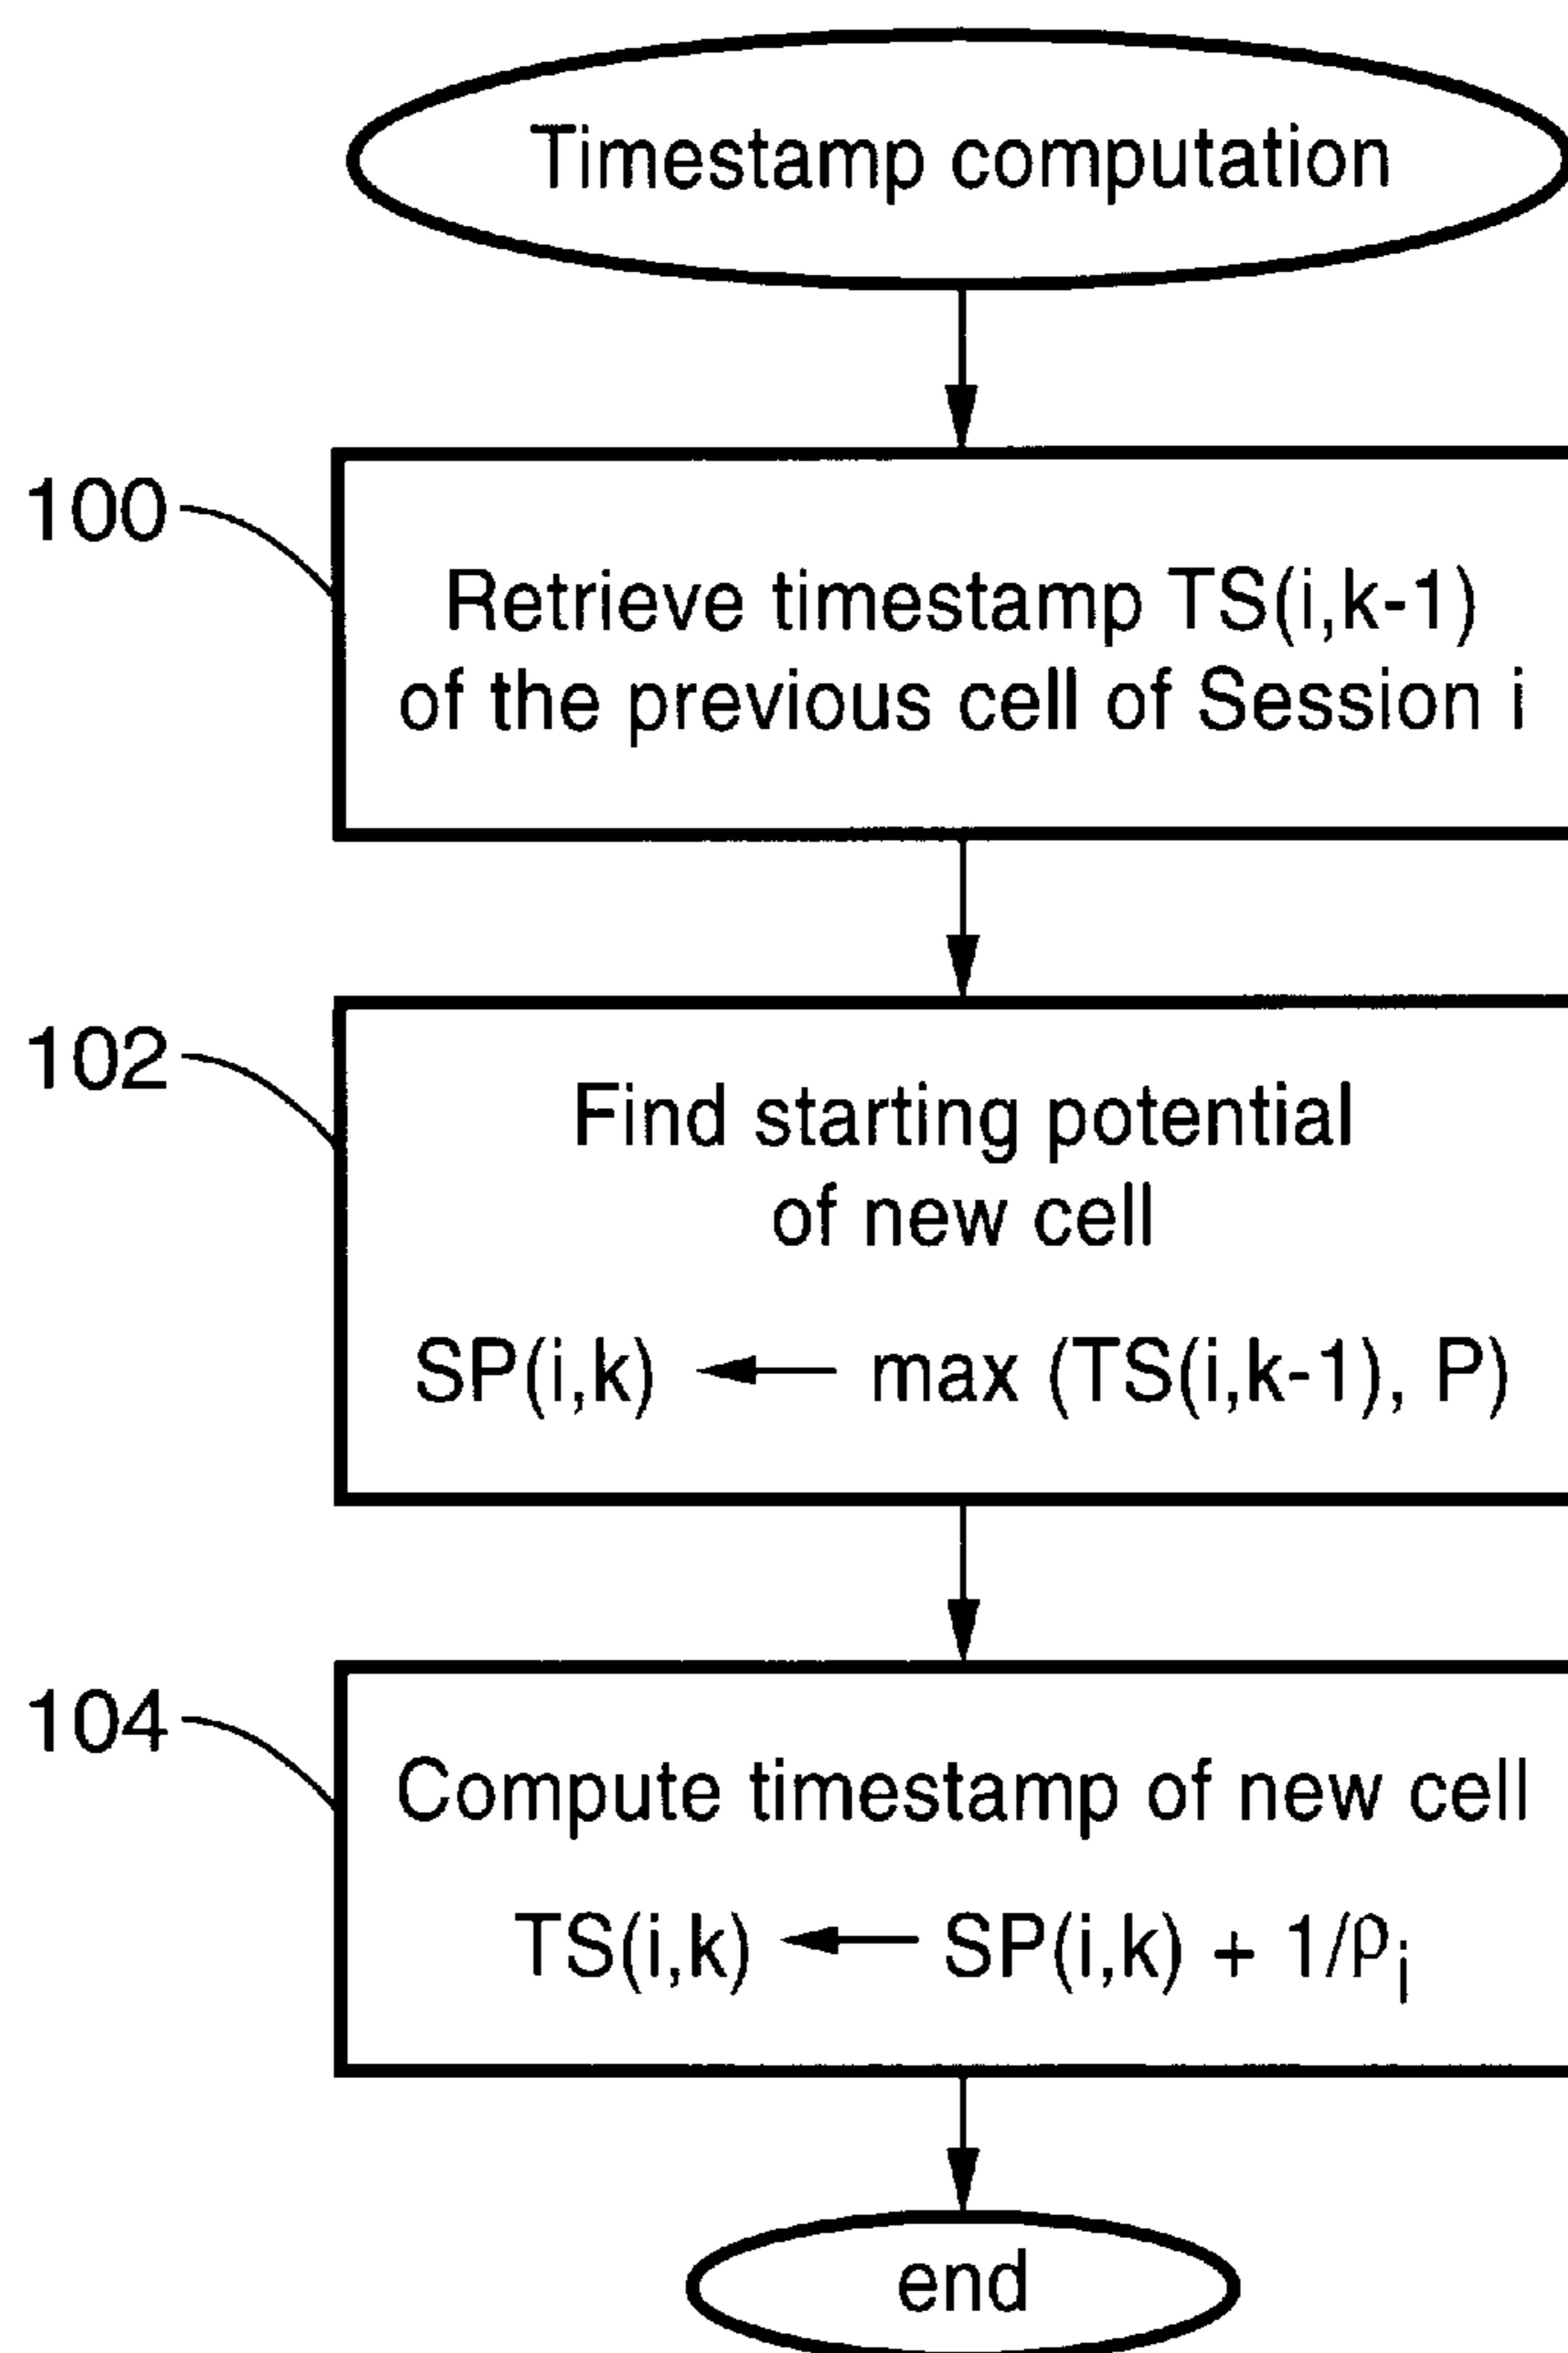 Timestamp computation
100
Retrieve timestamp TS(i,k-1)
of the previous cell of Session i
102
Find starting potential
of new cell
SP(i,k) ← max (TS(i,k-1), P)
104
Compute timestamp of new cell
TS(i,k) ← SP(i,k) + 1/ρi
end